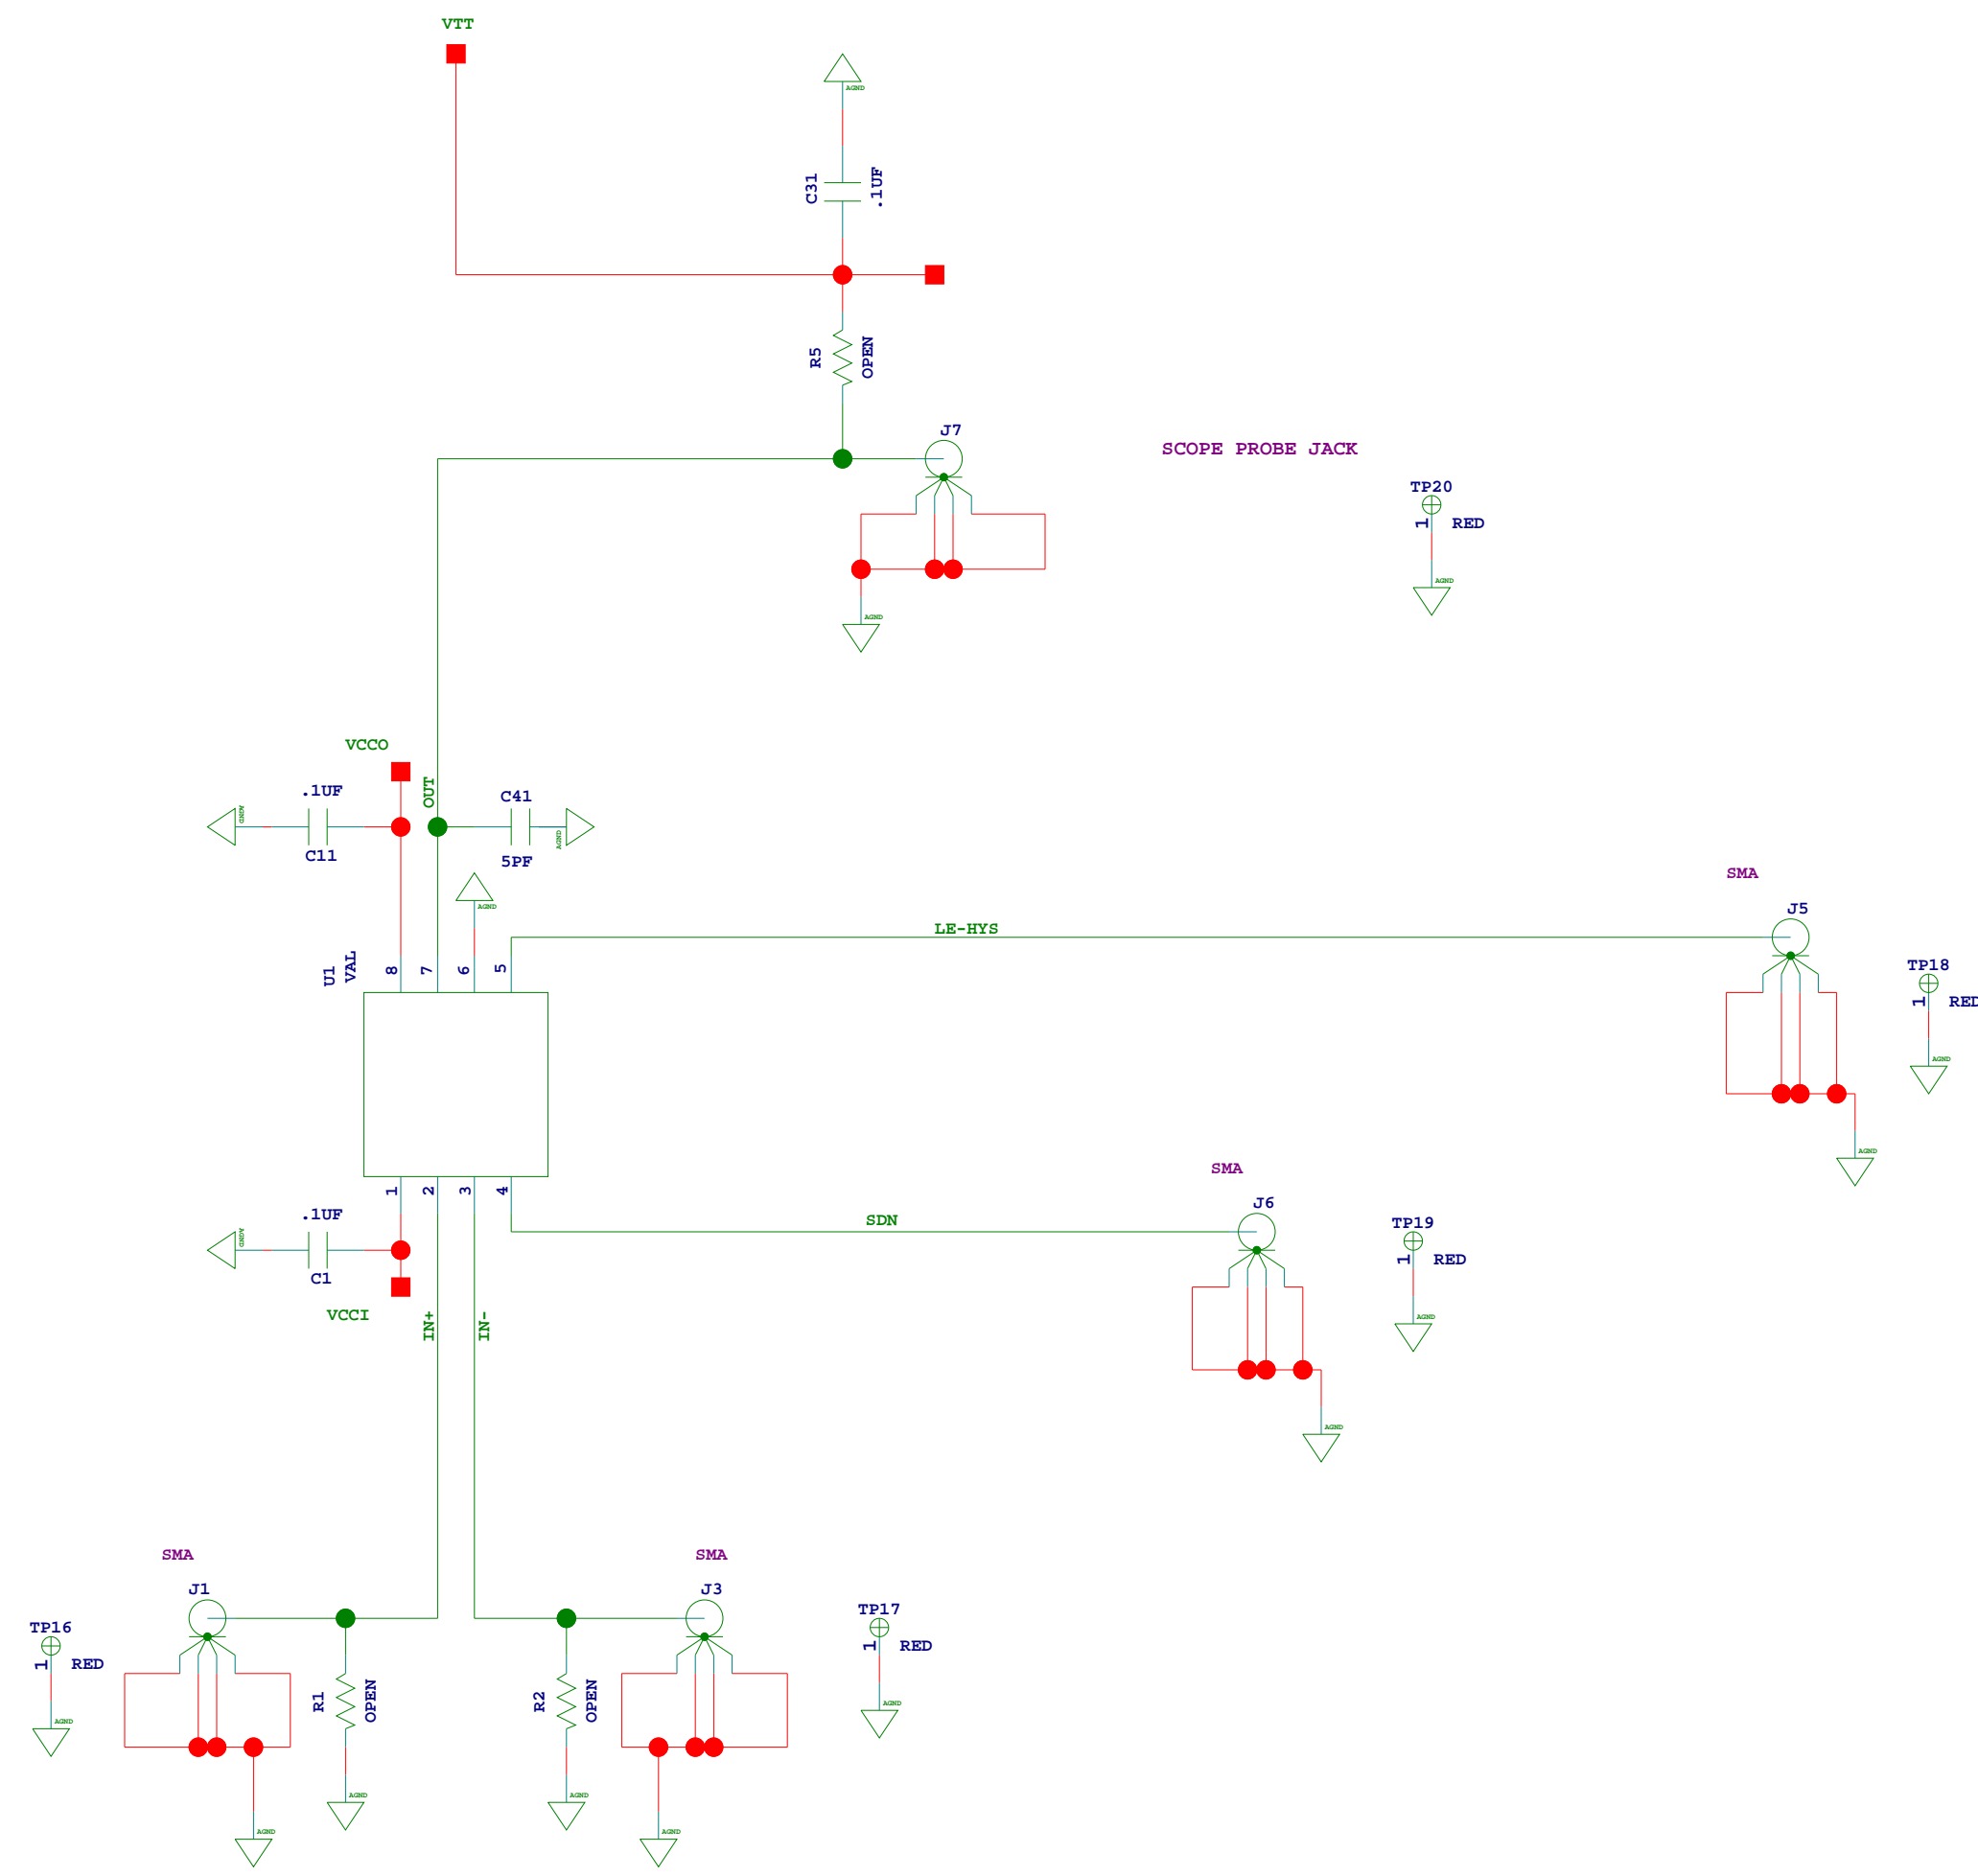 VTT
AGND
C31
.1UF
R5
OPEN
J7
SCOPE PROBE JACK
TP20
1
RED
AGND
AGND
VCCO
OUT
.1UF
C41
AGND
AGND
C11
5PF
SMA
AGND
J5
LE-HYS
U1
VAL
8
7
6
5
TP18
1
RED
AGND
AGND
SMA
1
2
3
4
J6
.1UF
SDN
TP19
AGND
1
RED
C1
VCCI
IN+
IN-
AGND
AGND
SMA
SMA
J1
J3
TP17
TP16
1
RED
1
RED
R1
OPEN
R2
OPEN
AGND
AGND
AGND
AGND
AGND
AGND